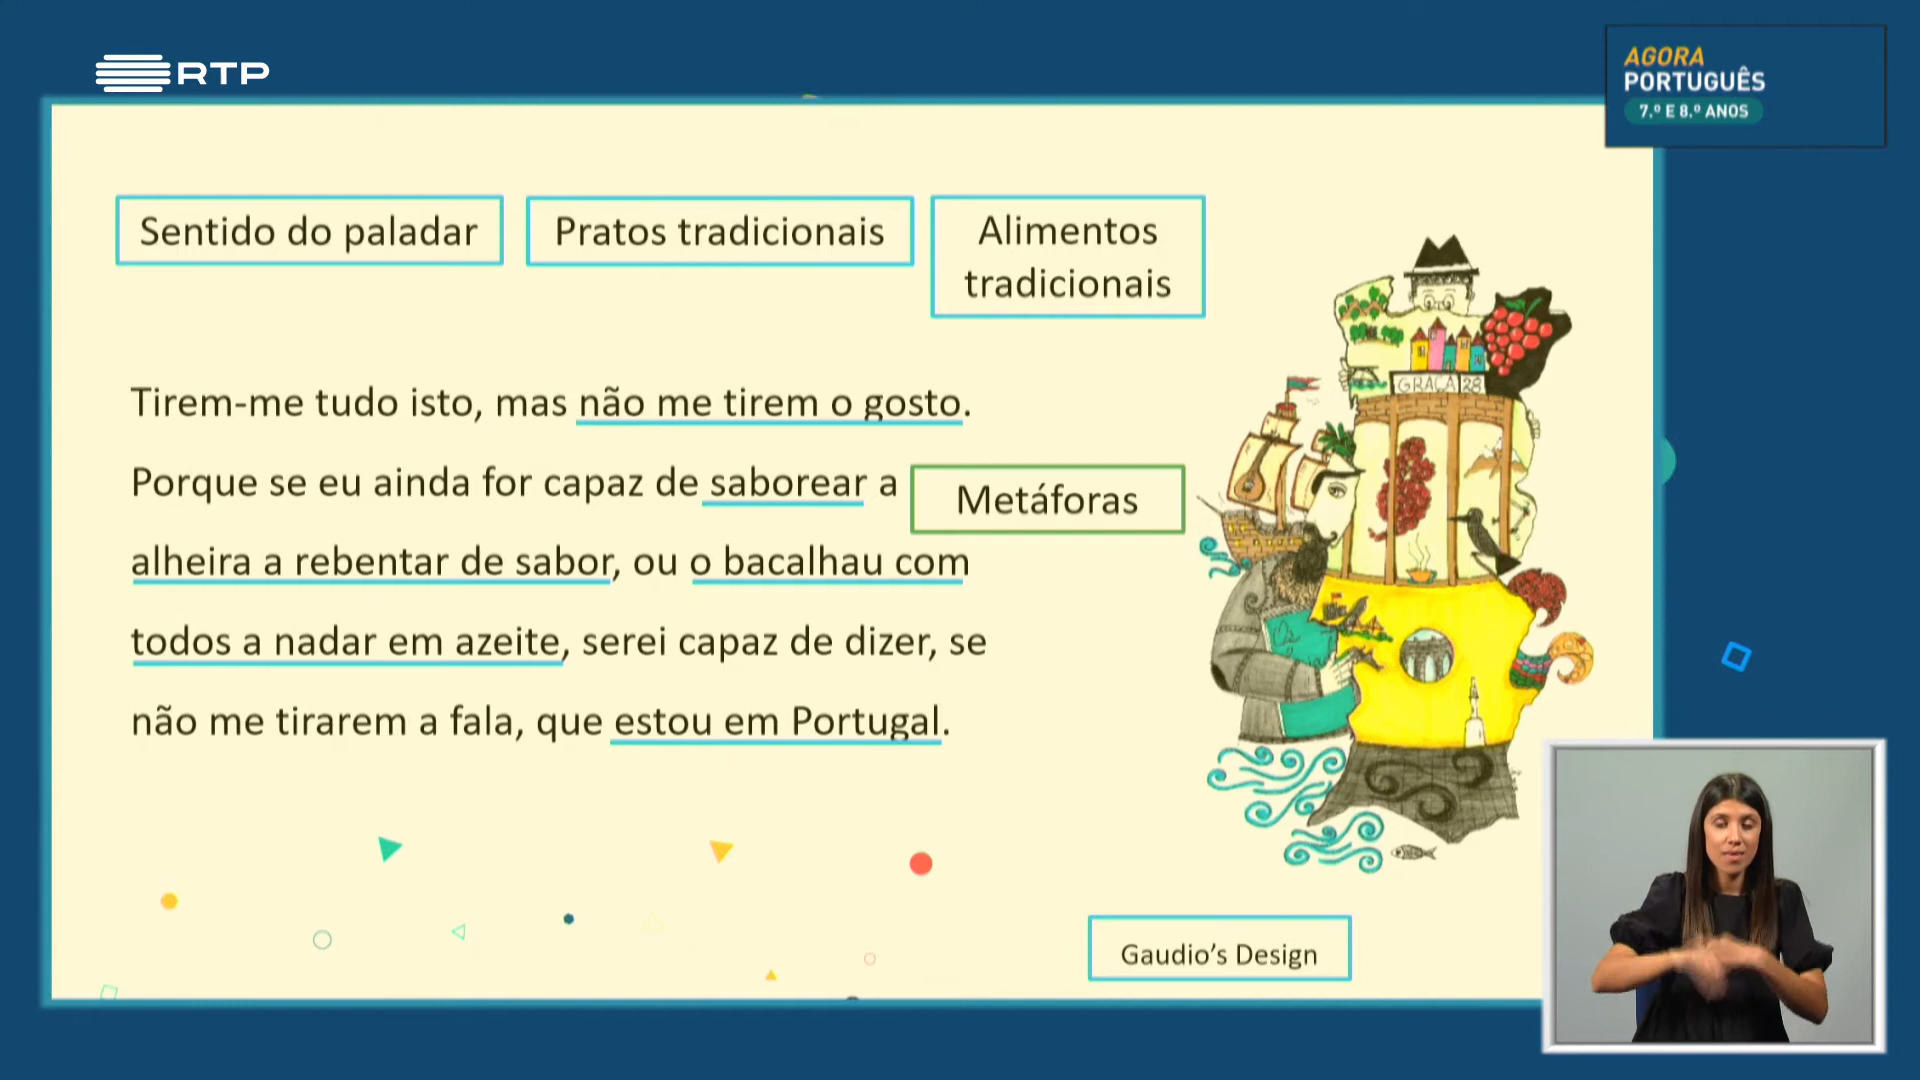 RTP
AGORA
PORTUGUÊS
7.º E 8.º ANOS
Sentido do paladar
Pratos tradicionais
Alimentos
tradicionais
Tirem-me tudo isto, mas não me tirem o gosto.
Porque se eu ainda for capaz de saborear a
Metáforas
alheira a rebentar de sabor, ou o bacalhau com
todos a nadar em azeite, serei capaz de dizer, se
não me tirarem a fala, que estou em Portugal.
GRAÇA 28
Gaudio’s Design